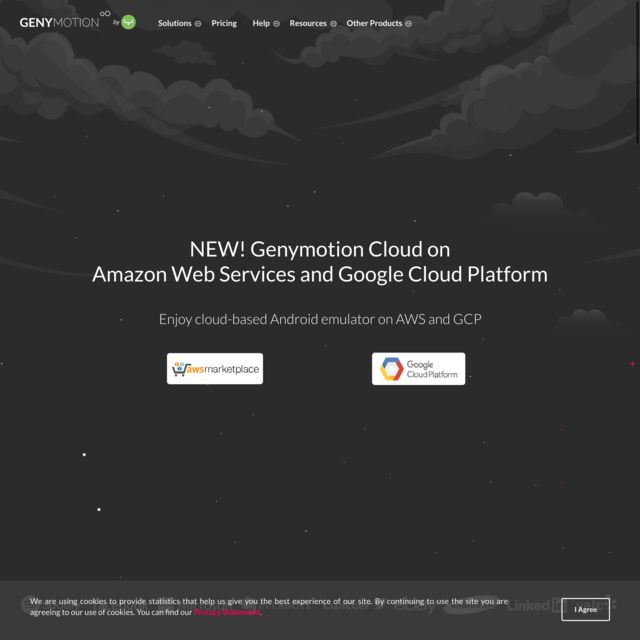 GENYMOTION by
Solutions Pricing Help Resources Other Products
NEW! Genymotion Cloud on
Amazon Web Services and Google Cloud Platform
Enjoy cloud-based Android emulator on AWS and GCP
aws marketplace
Google
Cloud Platform
We are using cookies to provide statistics that help us give you the best experience of our site. By continuing to use the site you are
agreeing to our use of cookies. You can find our Privacy Statement.
I Agree
LinkedIn